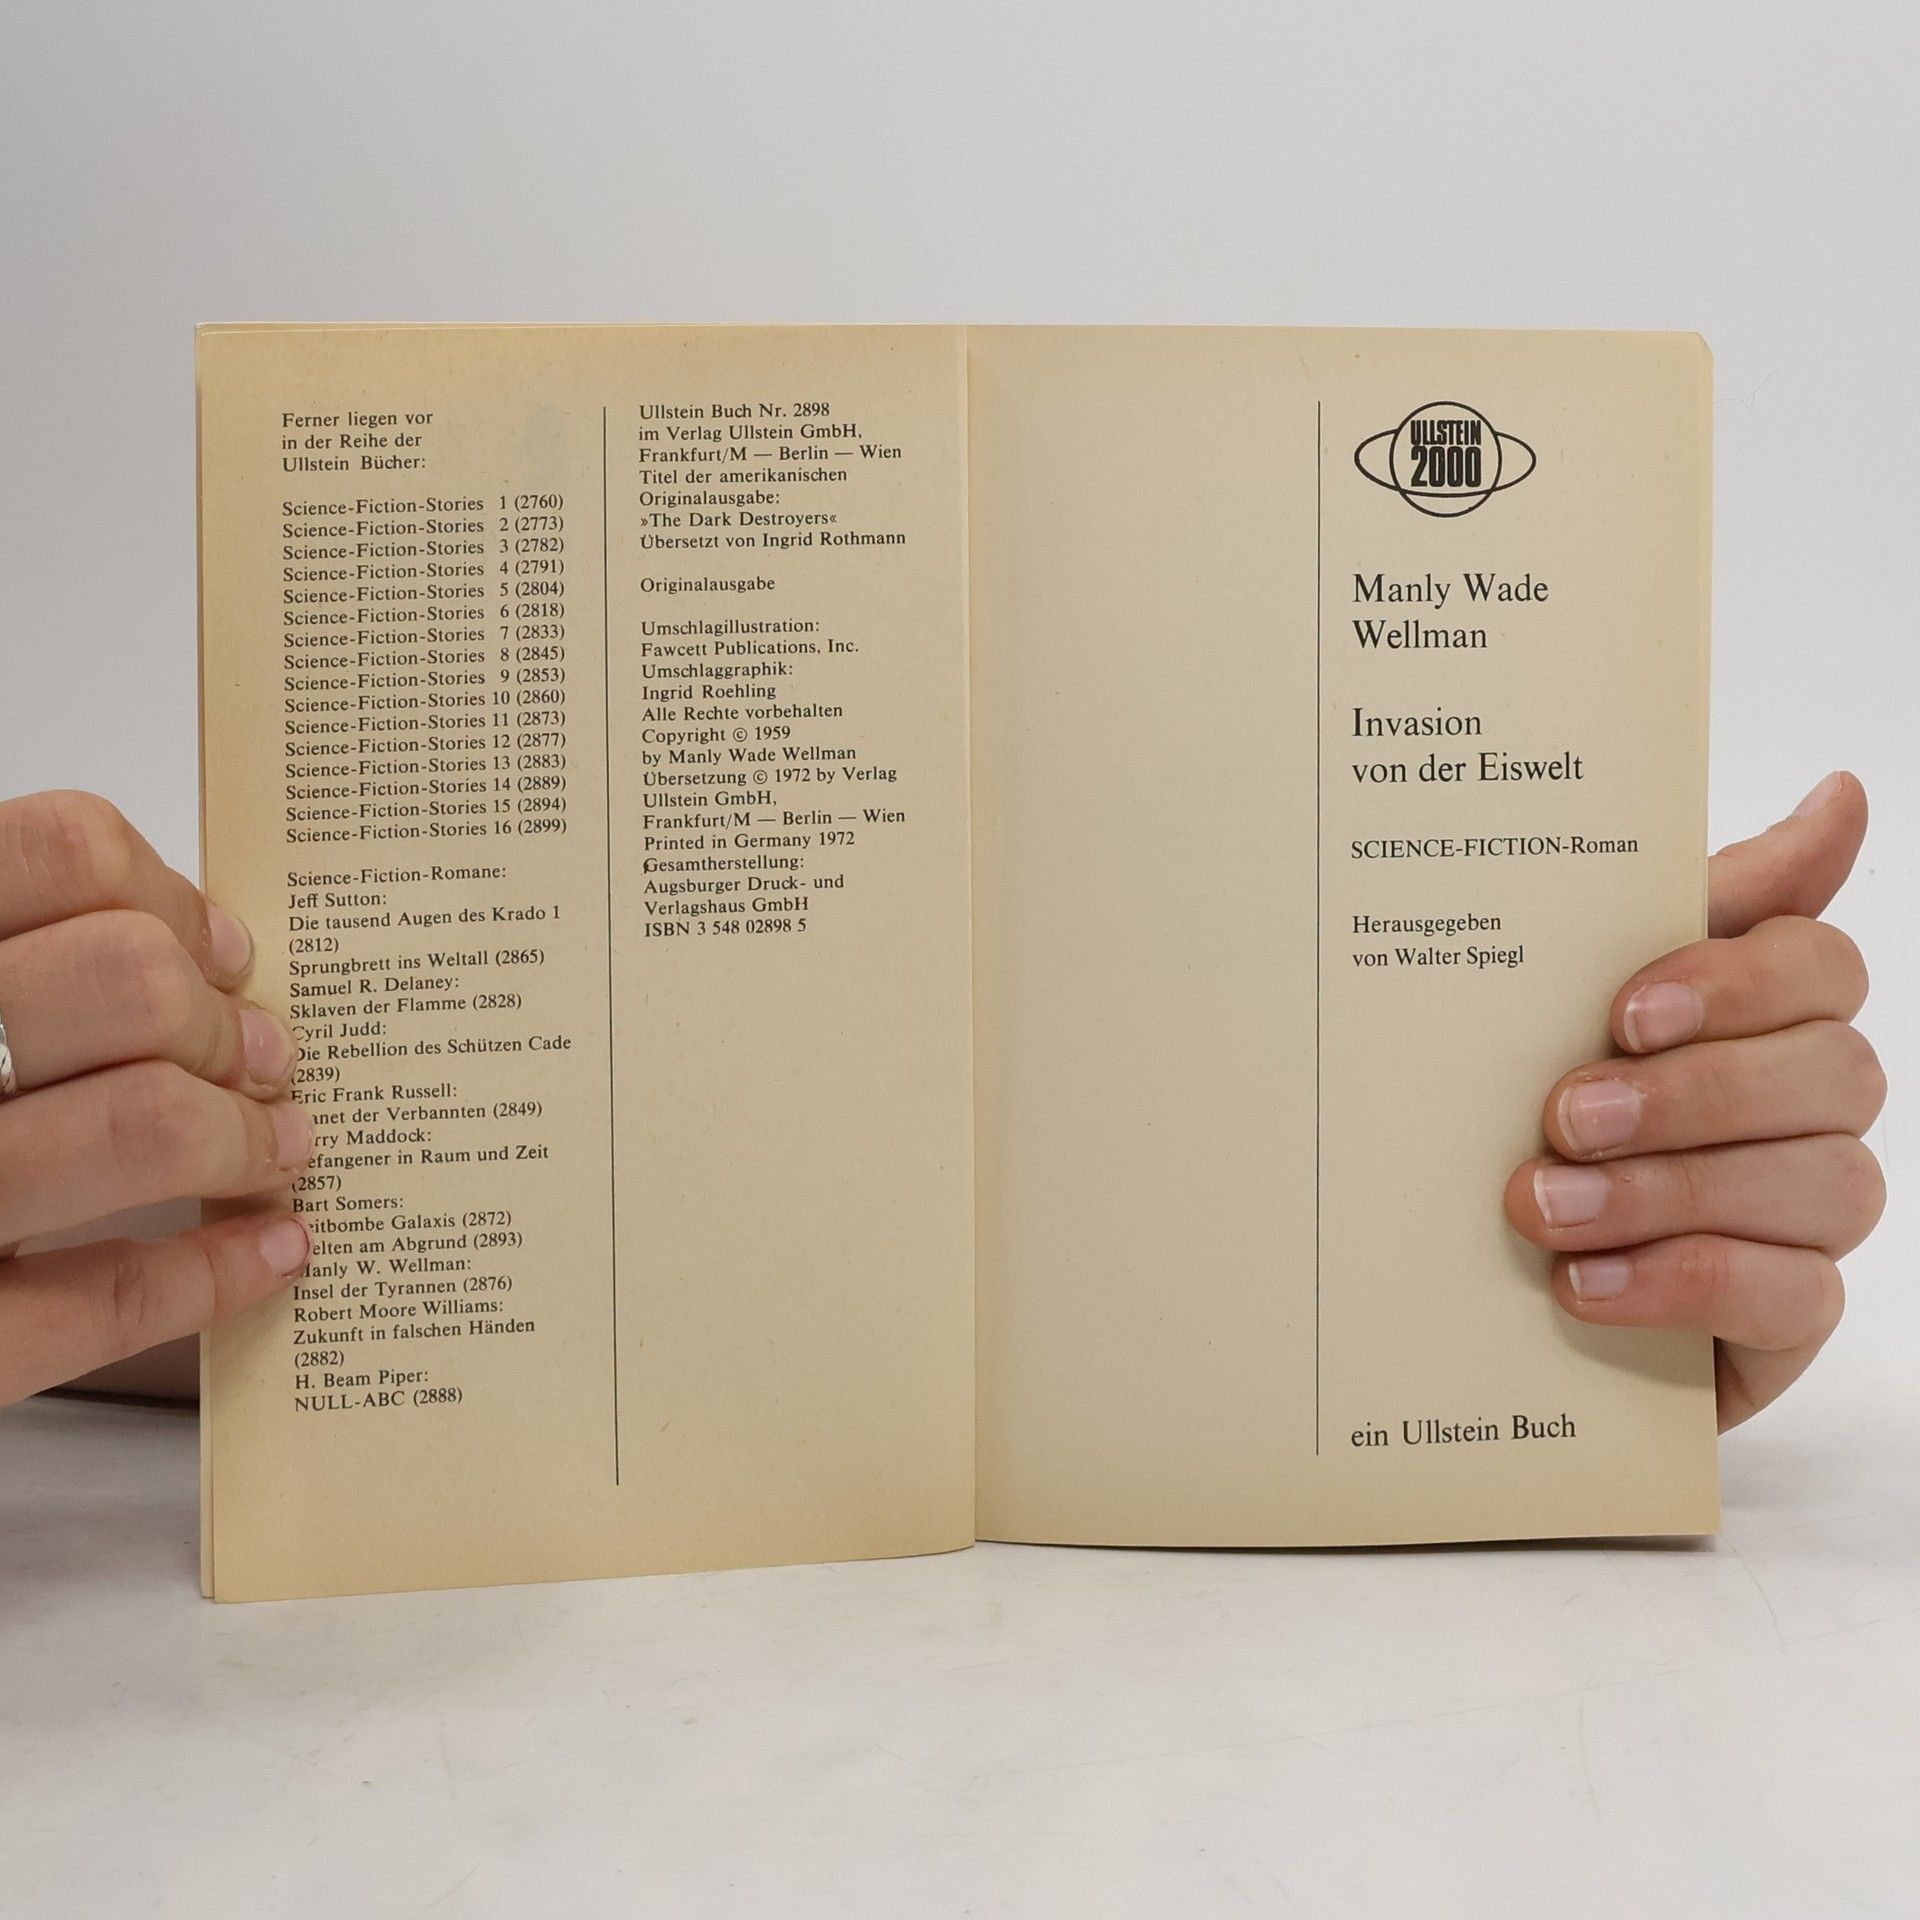 Ferner liegen vor
in der Reihe der
Ullstein Bücher:
Science-Fiction-Stories 1 (2760)
Science-Fiction-Stories 2 (2773)
Science-Fiction-Stories 3 (2782)
Science-Fiction-Stories 4 (2791)
Science-Fiction-Stories 5 (2804)
Science-Fiction-Stories 6 (2818)
Science-Fiction-Stories 7 (2833)
Science-Fiction-Stories 8 (2845)
Science-Fiction-Stories 9 (2853)
Science-Fiction-Stories 10 (2860)
Science-Fiction-Stories 11 (2873)
Science-Fiction-Stories 12 (2877)
Science-Fiction-Stories 13 (2883)
Science-Fiction-Stories 14 (2889)
Science-Fiction-Stories 15 (2894)
Science-Fiction-Stories 16 (2899)
Science-Fiction-Romane:
Jeff Sutton:
Die tausend Augen des Krado 1
(2812)
Sprungbrett ins Weltall (2865)
Samuel R. Delaney:
Sklaven der Flamme (2828)
Cyril Judd:
Die Rebellion des Schützen Cade
(2839)
Eric Frank Russell:
der Verbannten (2849)
Maddock:
in Raum und Zeit
(2857)
Bart Somers:
Galaxis (2872)
am Abgrund (2893)
Manly W. Wellman:
Insel der Tyrannen (2876)
Robert Moore Williams:
Zukunft in falschen Händen
(2882)
H. Beam Piper:
NULL-ABC (2888)
Ullstein Buch Nr. 2898
im Verlag Ullstein GmbH,
Frankfurt/M — Berlin — Wien
Titel der amerikanischen
Originalausgabe:
»The Dark Destroyers«
Übersetzt von Ingrid Rothmann
Originalausgabe
Umschlagillustration:
Fawcett Publications, Inc.
Umschlaggraphik:
Ingrid Roehling
Alle Rechte vorbehalten
Copyright © 1959
by Manly Wade Wellman
Übersetzung © 1972 by Verlag
Ullstein GmbH,
Frankfurt/M — Berlin — Wien
Printed in Germany 1972
Gesamtherstellung:
Augsburger Druck- und
Verlagshaus GmbH
ISBN 3 548 02898 5
ULLSTEIN
2000
Manly Wade
Wellman
Invasion
von der Eiswelt
SCIENCE-FICTION-Roman
Herausgegeben
von Walter Spiegl
ein Ullstein Buch